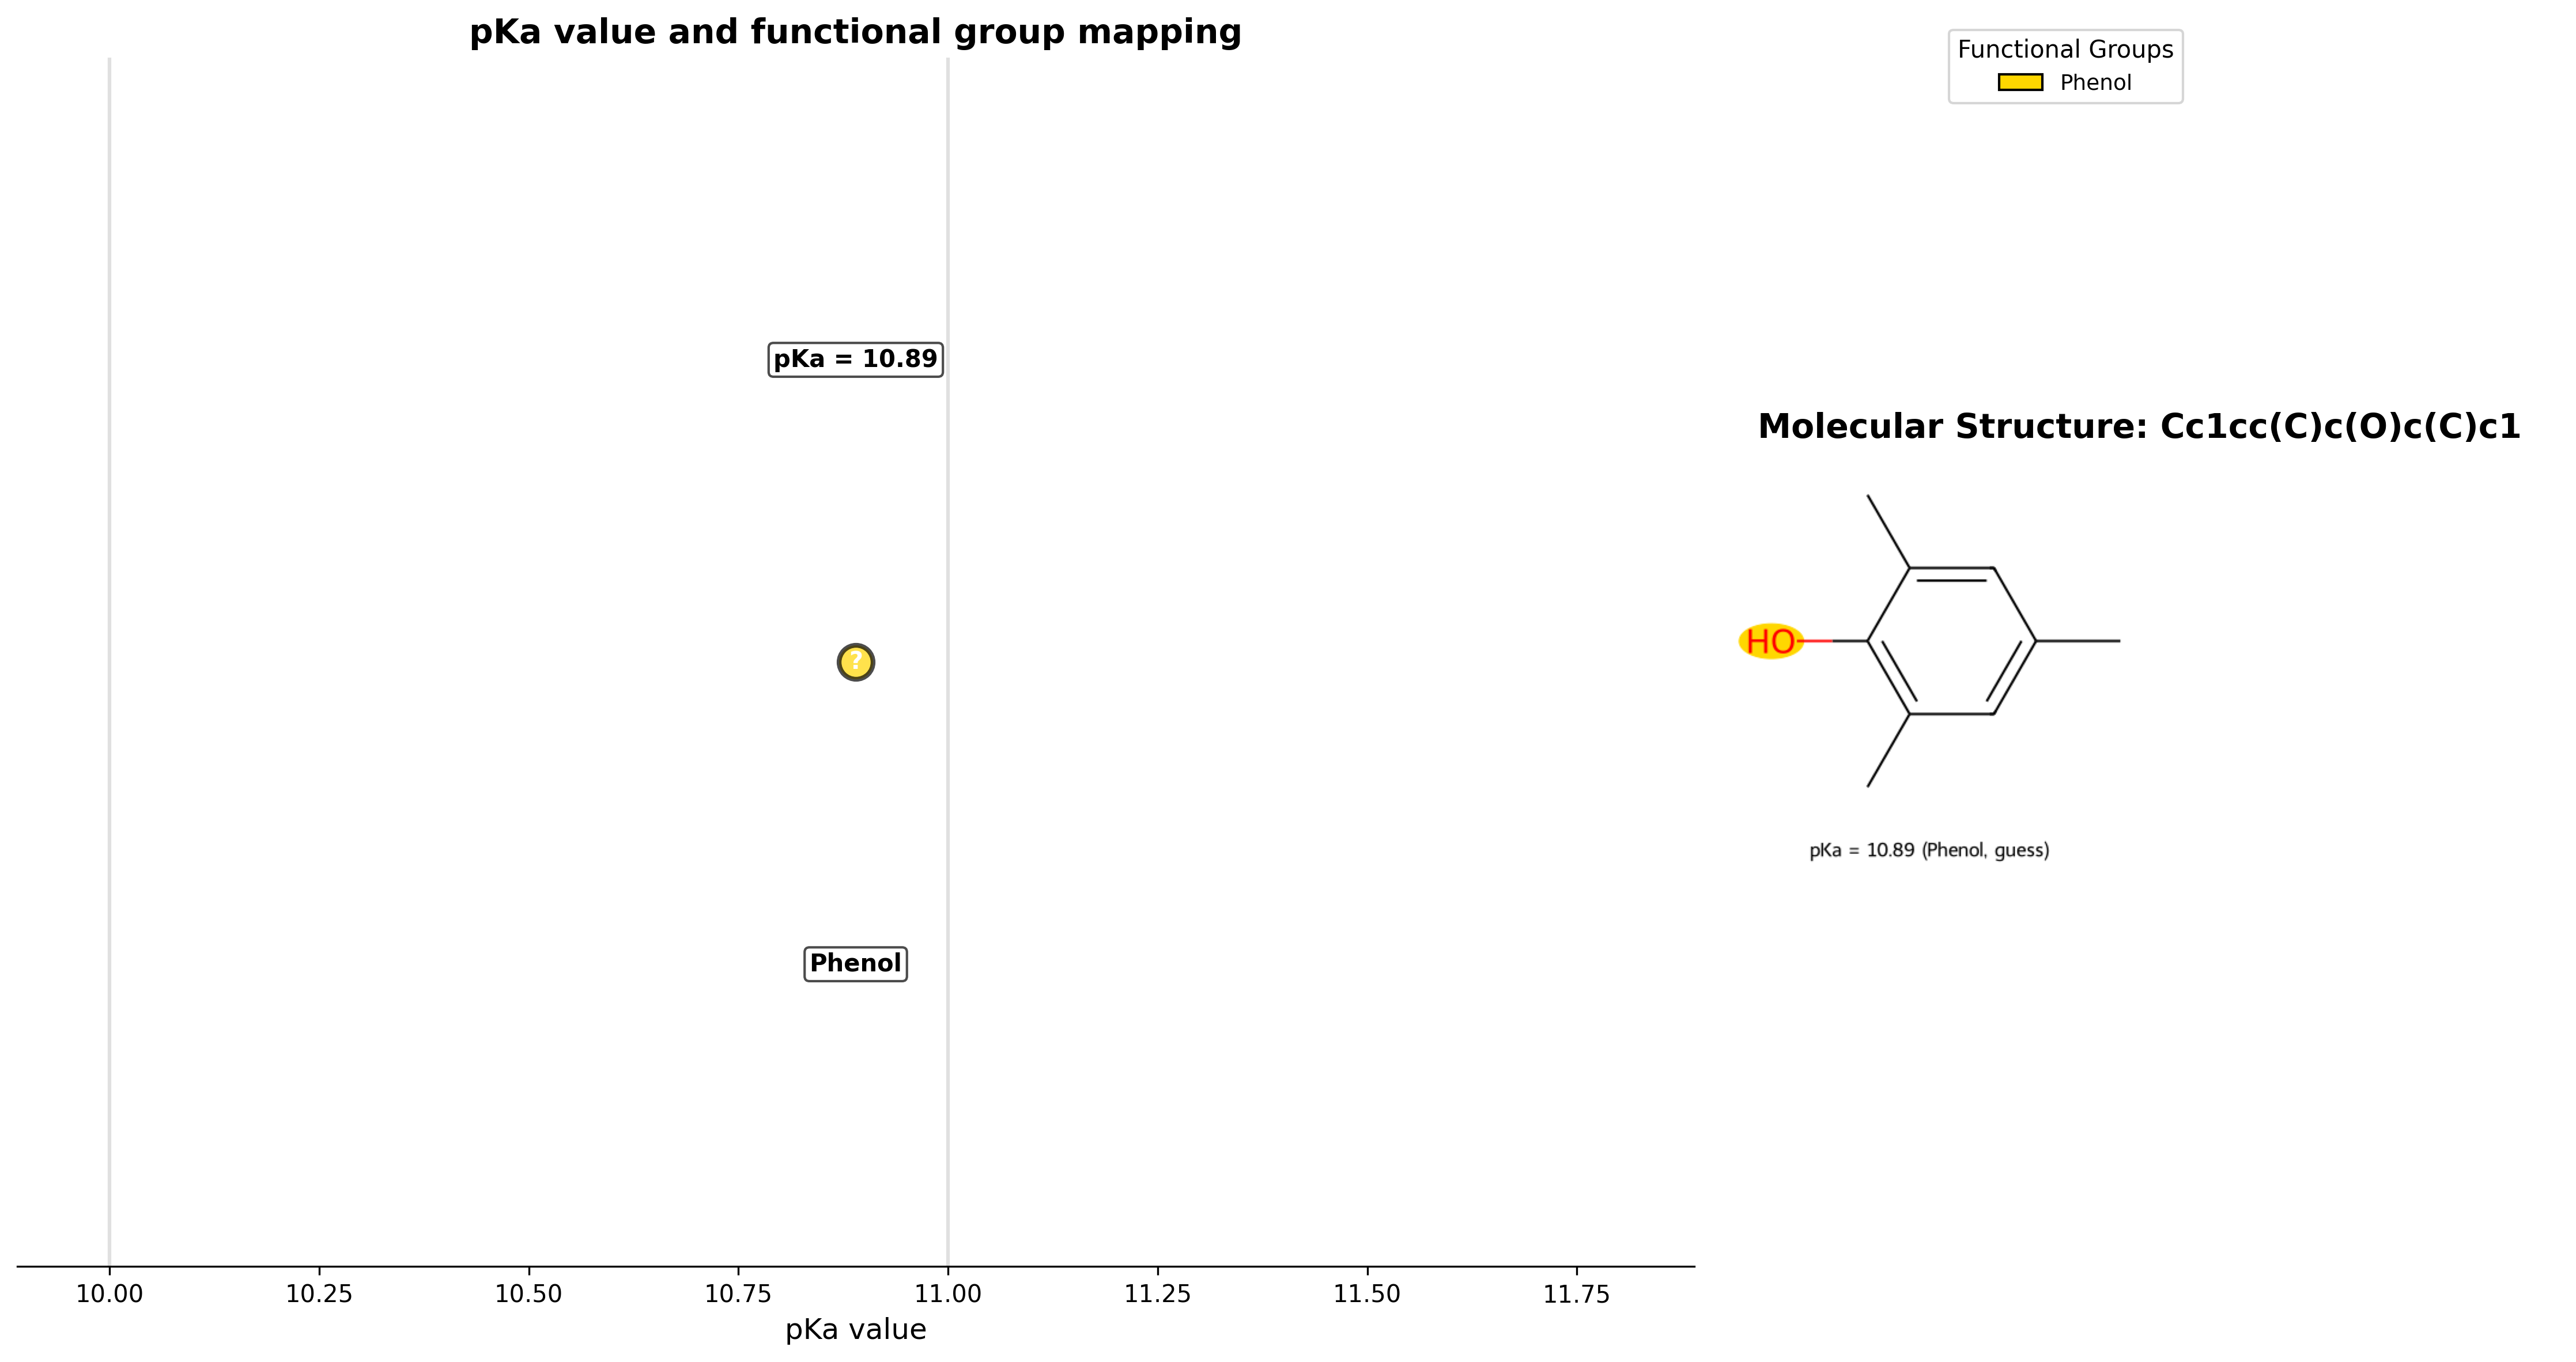 pKa value and functional group mapping
pKa = 10.89
?
Phenol
10.00 10.25 10.50 10.75 11.00 11.25 11.50 11.75
pKa value
Functional Groups
Phenol
Molecular Structure: Cc1cc(C)c(O)c(C)c1
HO
pKa = 10.89 (Phenol, guess)